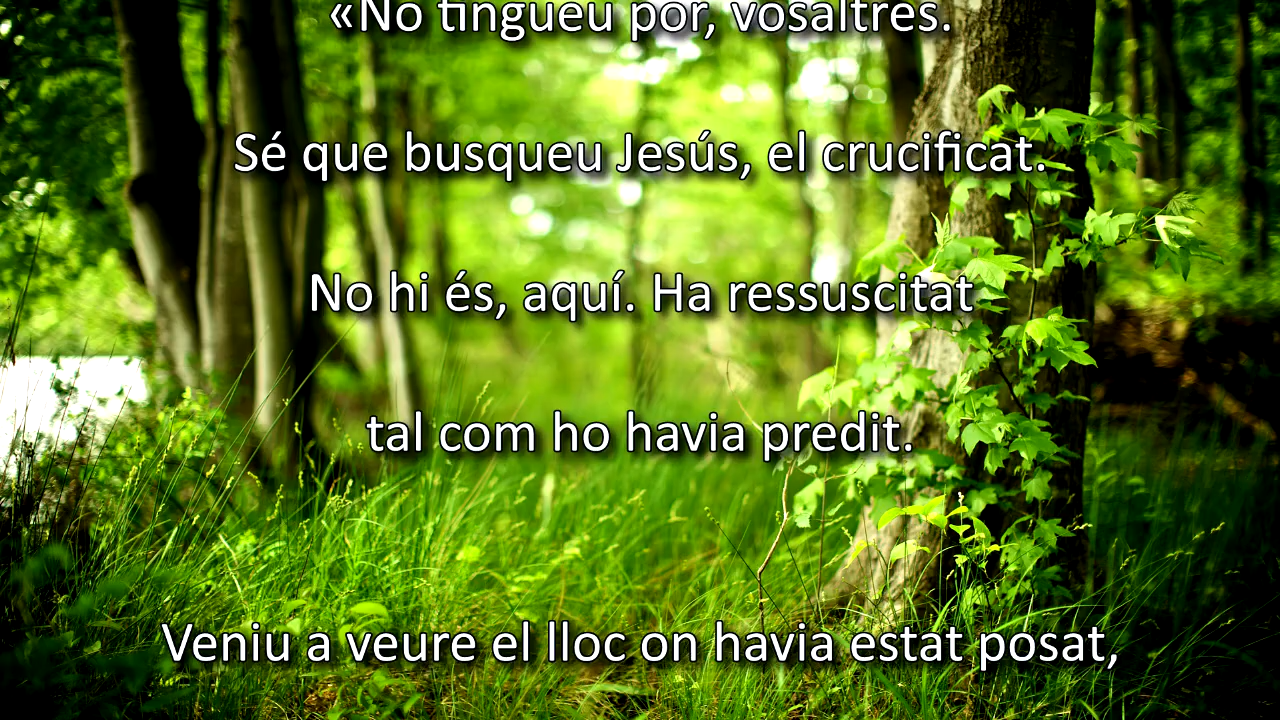 «No tingueu por, vosaltres.
Sé que busqueu Jesús, el crucificat.
No hi és, aquí. Ha ressuscitat
tal com ho havia predit.
Veniu a veure el lloc on havia estat posat,